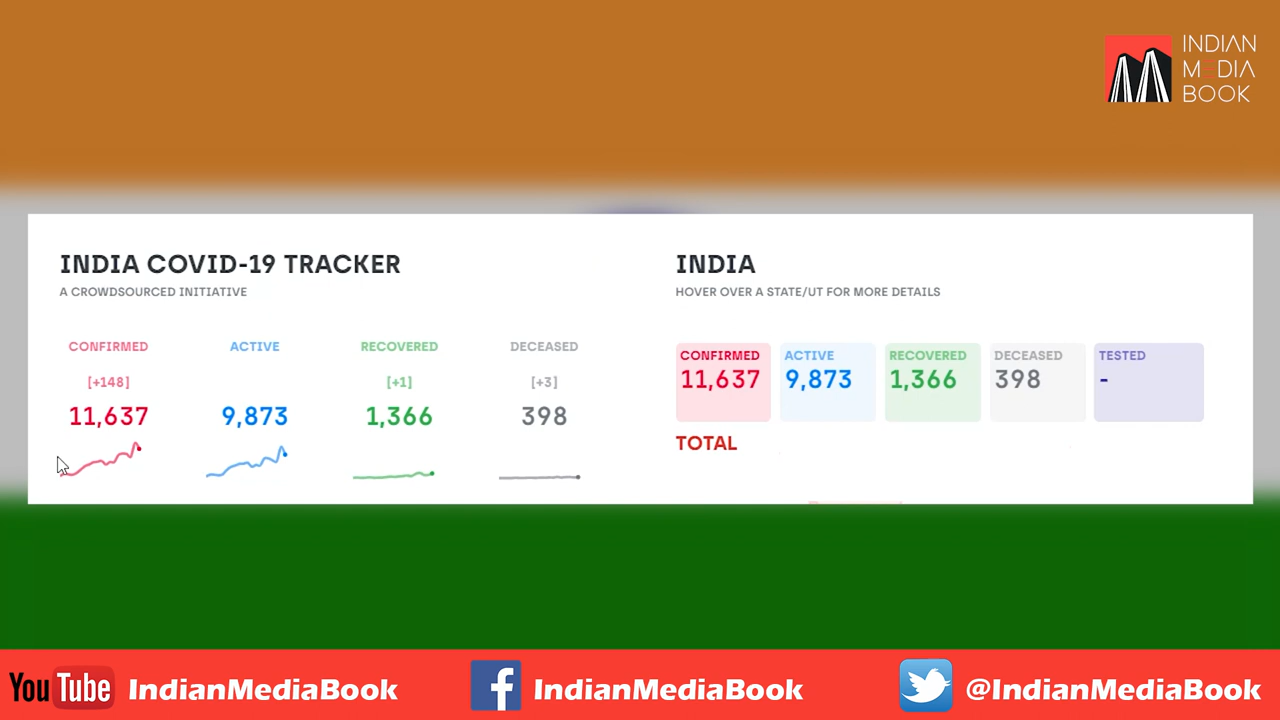 INDIAN
MEDIA
BOOK
INDIA COVID-19 TRACKER
A CROWDSOURCED INITIATIVE
CONFIRMED ACTIVE RECOVERED DECEASED
[+148] [+1] [+3]
11,637 9,873 1,366 398
INDIA
HOVER OVER A STATE/UT FOR MORE DETAILS
CONFIRMED ACTIVE RECOVERED DECEASED TESTED
11,637 9,873 1,366 398 -
TOTAL
YouTube IndianMediaBook f IndianMediaBook @IndianMediaBook